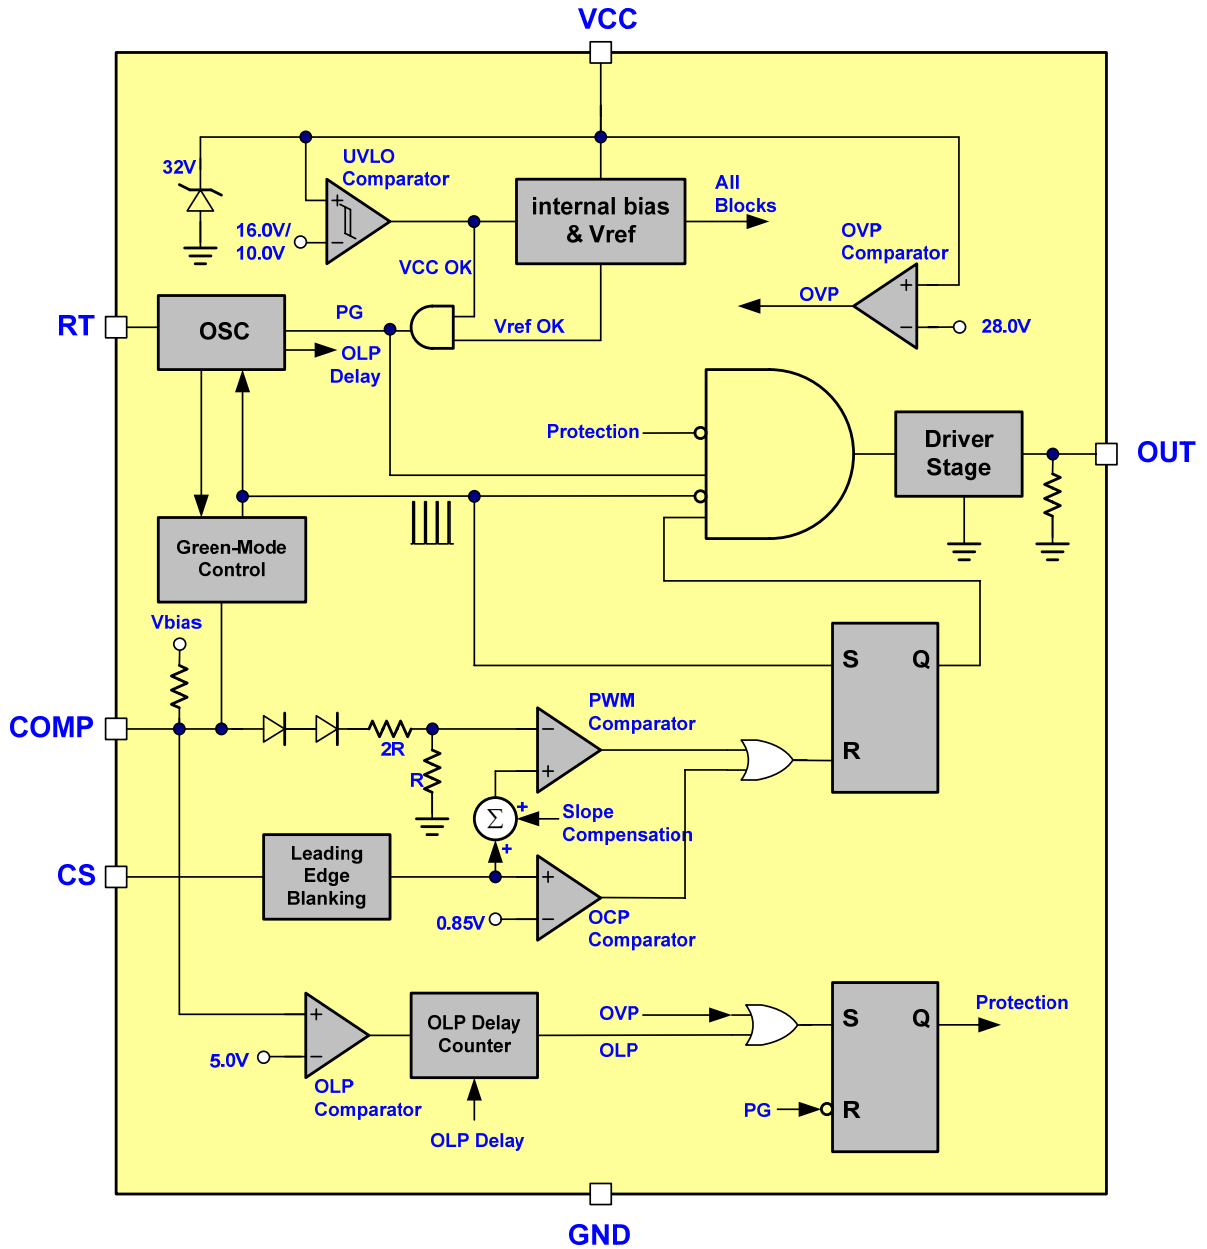 VCC
32V
UVLO
Comparator
16.0V/
10.0V
+
−
VCC OK
internal bias
& Vref
All
Blocks
OVP
Comparator
+
−
OVP
28.0V
RT
OSC
PG
Vref OK
OLP
Delay
Protection
Driver
Stage
OUT
Green-Mode
Control
Vbias
COMP
2R
R
PWM
Comparator
−
+
S
Q
R
Σ
+
+
Slope
Compensation
CS
Leading
Edge
Blanking
0.85V
+
−
OCP
Comparator
5.0V
+
−
OLP
Comparator
OLP Delay
Counter
OLP Delay
OVP
OLP
S
Q
R
PG
Protection
GND